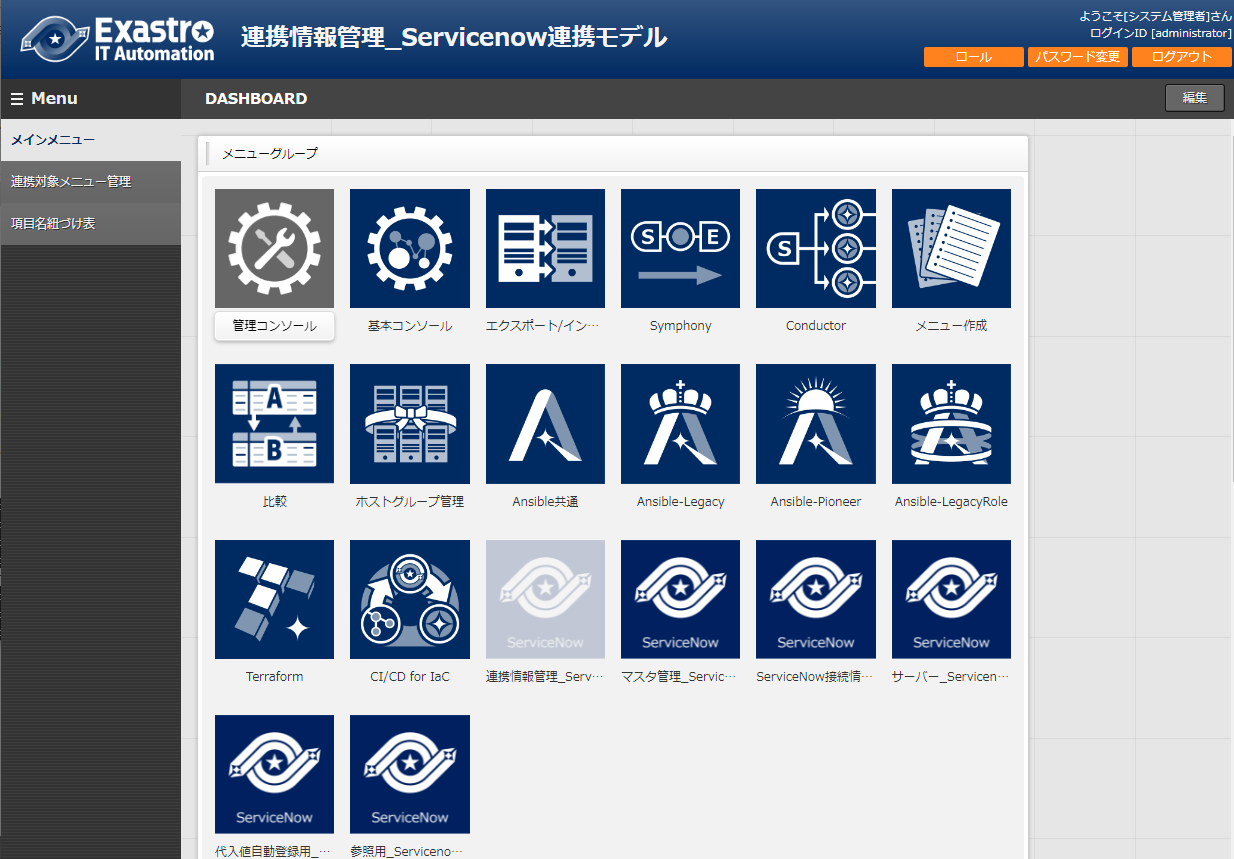 Exastro
IT Automation
連携情報管理_Servicenow連携モデル
ようこそ[システム管理者]さん
ログインID [administrator]
ロール
パスワード変更
ログアウト
Menu
DASHBOARD
編集
メインメニュー
連携対象メニュー管理
項目名紐づけ表
メニューグループ
S
E
S
管理コンソール
基本コンソール
エクスポート/イン…
Symphony
Conductor
メニュー作成
A
B
比較
ホストグループ管理
Ansible共通
Ansible-Legacy
Ansible-Pioneer
Ansible-LegacyRole
ServiceNow
ServiceNow
ServiceNow
ServiceNow
Terraform
CI/CD for IaC
連携情報管理_Serv…
マスタ管理_Servic…
ServiceNow接続情…
サーバー_Servicen…
ServiceNow
ServiceNow
代入値自動登録用_…
参照用_Serviceno…